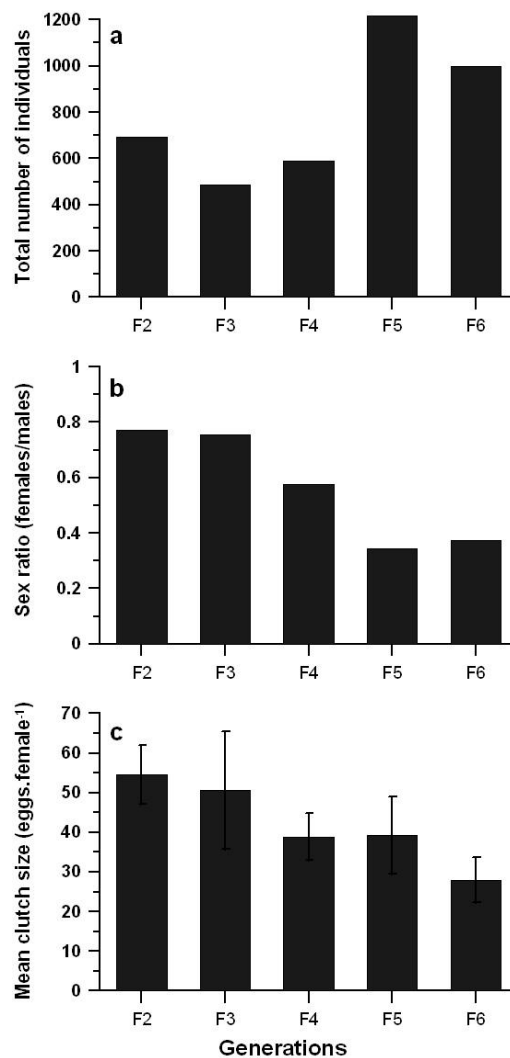 a
Total number of individuals
1200
1000
800
600
400
200
0
F2 F3 F4 F5 F6
b
Sex ratio (females/males)
1
0.8
0.6
0.4
0.2
0
F2 F3 F4 F5 F6
c
Mean clutch size (eggs.female⁻¹)
70
60
50
40
30
20
10
0
F2 F3 F4 F5 F6
Generations